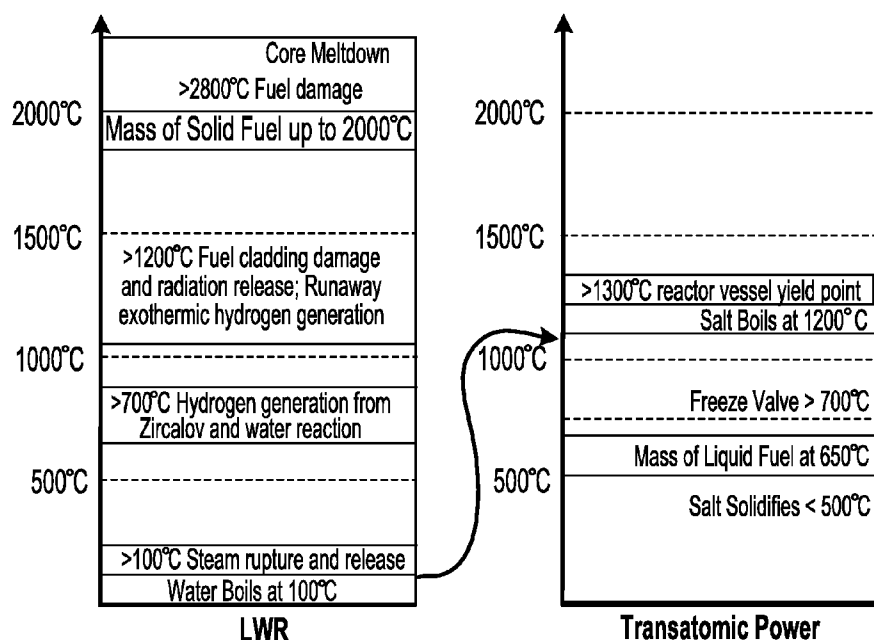 Core Meltdown
>2800°C Fuel damage
2000°C
Mass of Solid Fuel up to 2000°C
1500°C
>1200°C Fuel cladding damage
and radiation release; Runaway
exothermic hydrogen generation
1000°C
>700°C Hydrogen generation from
Zircalov and water reaction
500°C
>100°C Steam rupture and release
Water Boils at 100°C
LWR
2000°C
1500°C
>1300°C reactor vessel yield point
Salt Boils at 1200°C
1000°C
Freeze Valve > 700°C
Mass of Liquid Fuel at 650°C
500°C
Salt Solidifies < 500°C
Transatomic Power